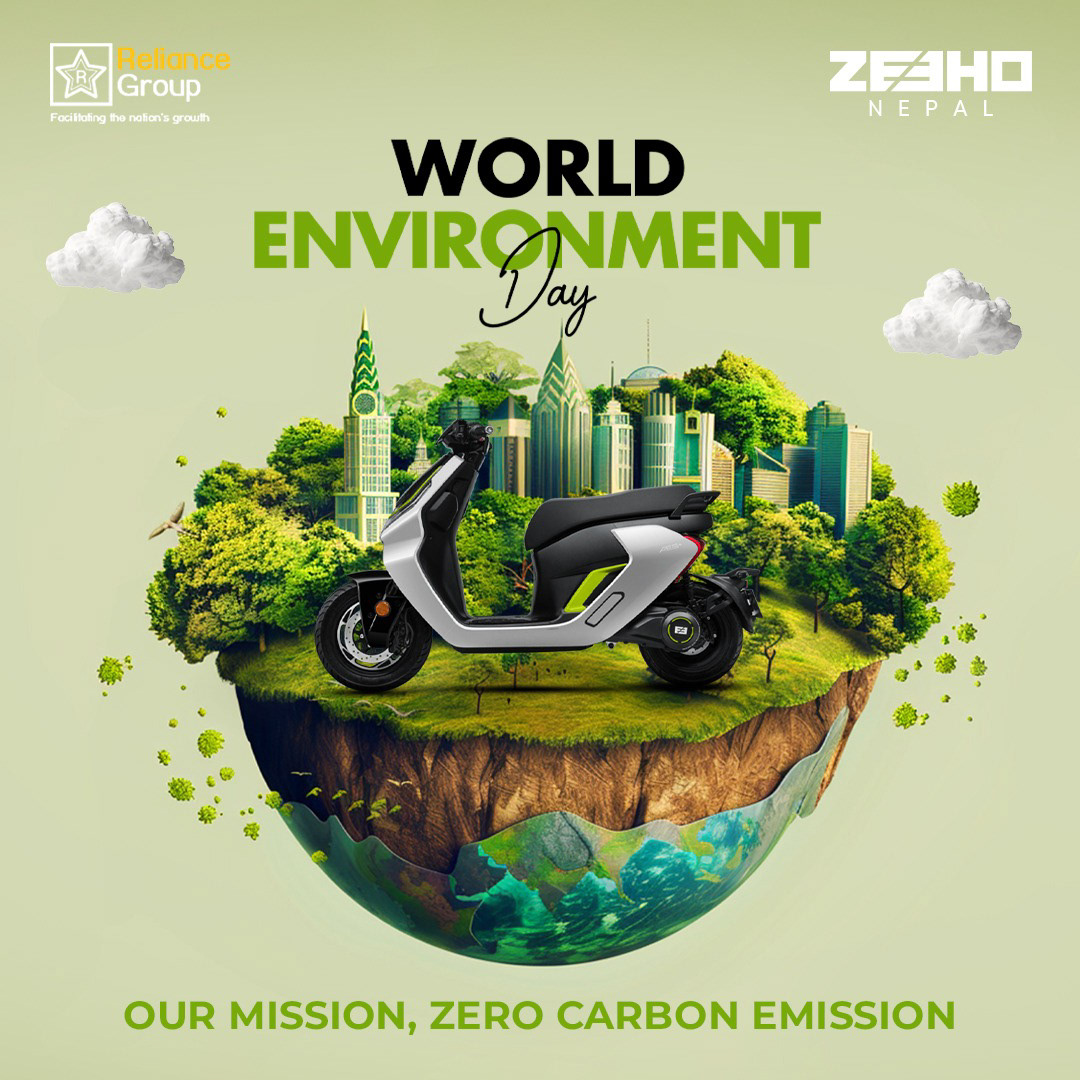 Reliance
Group
Facilitating the nation's growth
ZEEHO
NEPAL
WORLD
ENVIRONMENT
Day
OUR MISSION, ZERO CARBON EMISSION